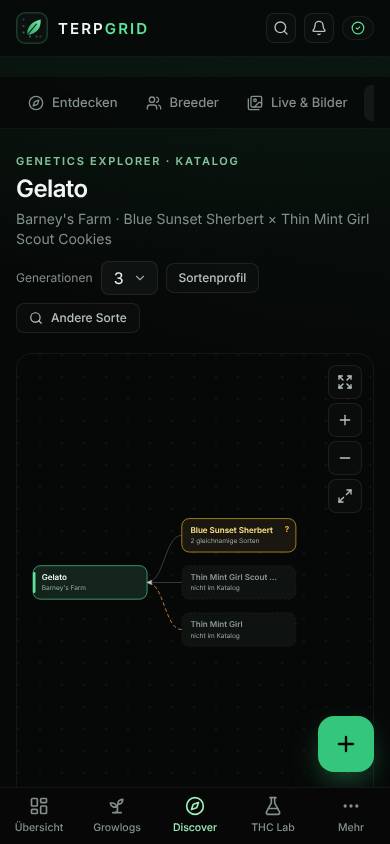 TERPGRID
Entdecken
Breeder
Live & Bilder
GENETICS EXPLORER · KATALOG
Gelato
Barney's Farm · Blue Sunset Sherbert × Thin Mint Girl
Scout Cookies
Generationen
3
Sortenprofil
Andere Sorte
Blue Sunset Sherbert
?
2 gleichnamige Sorten
Gelato
Barney's Farm
Thin Mint Girl Scout ...
nicht im Katalog
Thin Mint Girl
nicht im Katalog
Übersicht
Growlogs
Discover
THC Lab
Mehr